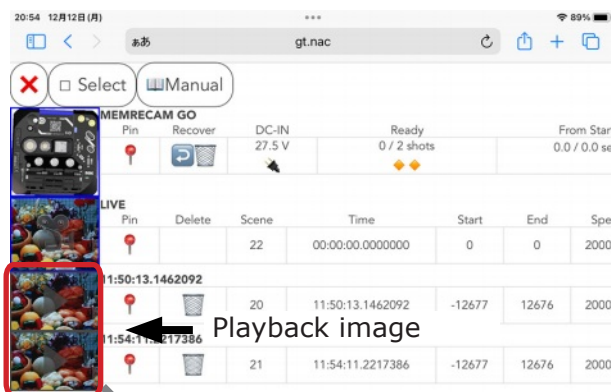 20:54 12月12日(月)
89%
ぁあ gt.nac
Select Manual
MEMRECAM GO
Pin Recover DC-IN Ready From Star
27.5 V 0 / 2 shots 0.0 / 0.0 se
LIVE
Pin Delete Scene Time Start End Spe
22 00:00:00.0000000 0 0 2000
11:50:13.1462092
20 11:50:13.1462092 -12677 12676 2000
Playback image
11:54:11.2217386
21 11:54:11.2217386 -12677 12676 2000